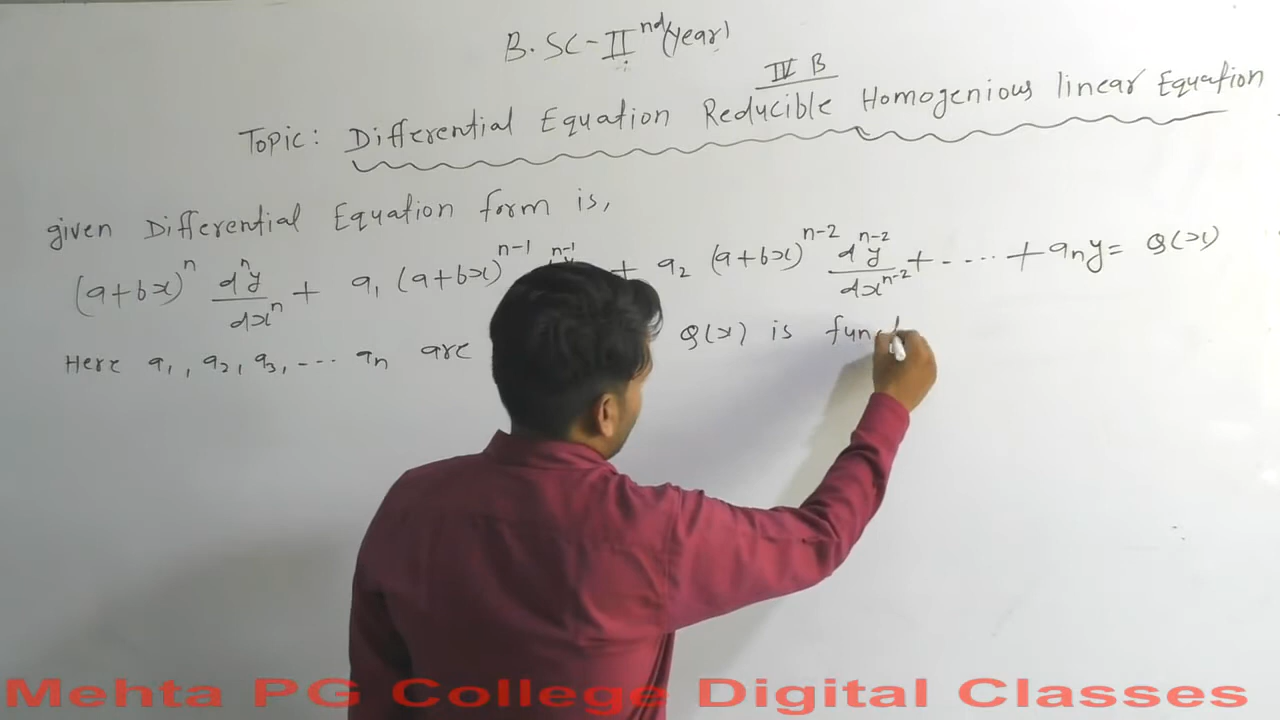 B.SC-II nd (Year)
IV B
Topic: Differential Equation Reducible Homogenious linear Equation
given Differential Equation form is,
(a+bx)^n d^n y/dx^n + a₁ (a+bx)^n-1 + a₂ (a+bx)^n-2 d^n-2 y/dx^n-2 + ---- + aₙy = Q(x)
Here a₁, a₂, a₃, --- aₙ are Q(x) is
Mehta PG College Digital Classes